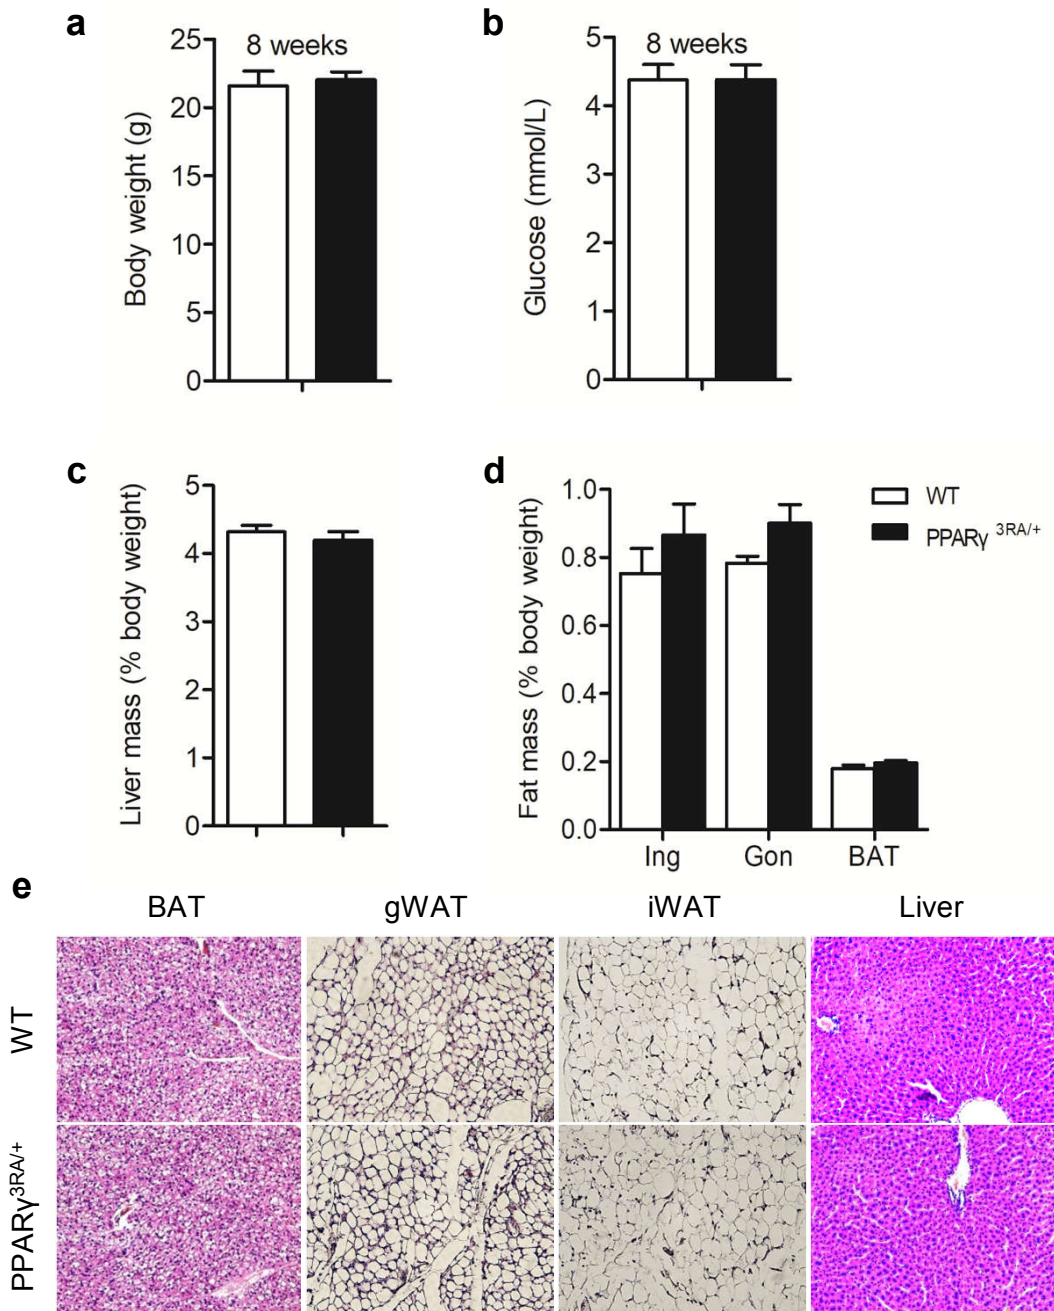 a
8 weeks
Body weight (g)
25
20
15
10
5
0
b
8 weeks
Glucose (mmol/L)
5
4
3
2
1
0
c
Liver mass (% body weight)
5
4
3
2
1
0
d
Fat mass (% body weight)
1.0
0.8
0.6
0.4
0.2
0.0
Ing Gon BAT
WT
PPARγ 3RA/+
e
BAT gWAT iWAT Liver
WT
PPARγ3RA/+